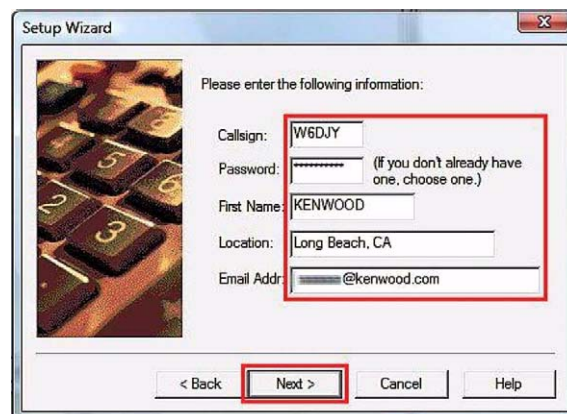 Setup Wizard
Please enter the following information:
Callsign: W6DJY
Password: ********** (If you don't already have
one, choose one.)
First Name: KENWOOD
Location: Long Beach, CA
Email Addr: @kenwood.com
< Back Next > Cancel Help